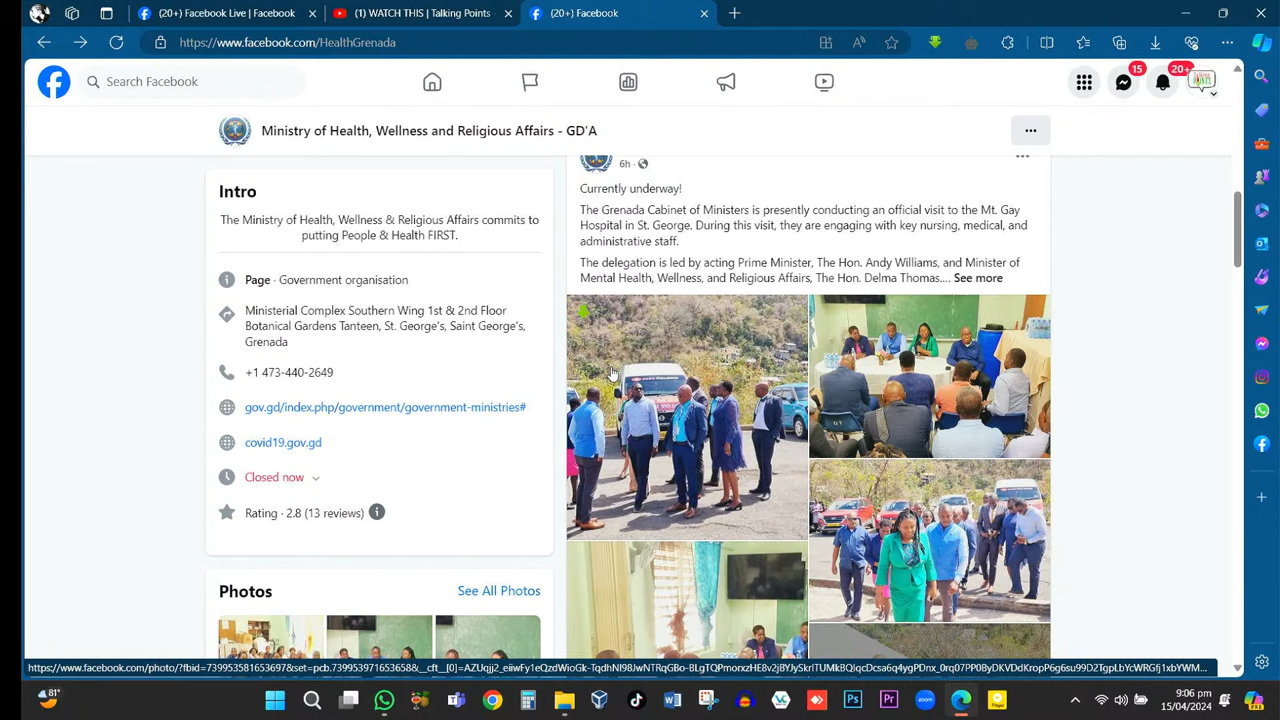 (20+) Facebook Live | Facebook
(1) WATCH THIS | Talking Points -
(20+) Facebook
https://www.facebook.com/HealthGrenada
Search Facebook
15
20+
Ministry of Health, Wellness and Religious Affairs - GD'A
Intro
The Ministry of Health, Wellness & Religious Affairs commits to
putting People & Health FIRST.
Page · Government organisation
Ministerial Complex Southern Wing 1st & 2nd Floor
Botanical Gardens Tanteen, St. George's, Saint George's,
Grenada
+1 473-440-2649
gov.gd/index.php/government/government-ministries#
covid19.gov.gd
Closed now
Rating · 2.8 (13 reviews)
Photos
See All Photos
6h ·
Currently underway!
The Grenada Cabinet of Ministers is presently conducting an official visit to the Mt. Gay
Hospital in St. George. During this visit, they are engaging with key nursing, medical, and
administrative staff.
The delegation is led by acting Prime Minister, The Hon. Andy Williams, and Minister of
Mental Health, Wellness, and Religious Affairs, The Hon. Delma Thomas.... See more
81°
9:06 pm
15/04/2024